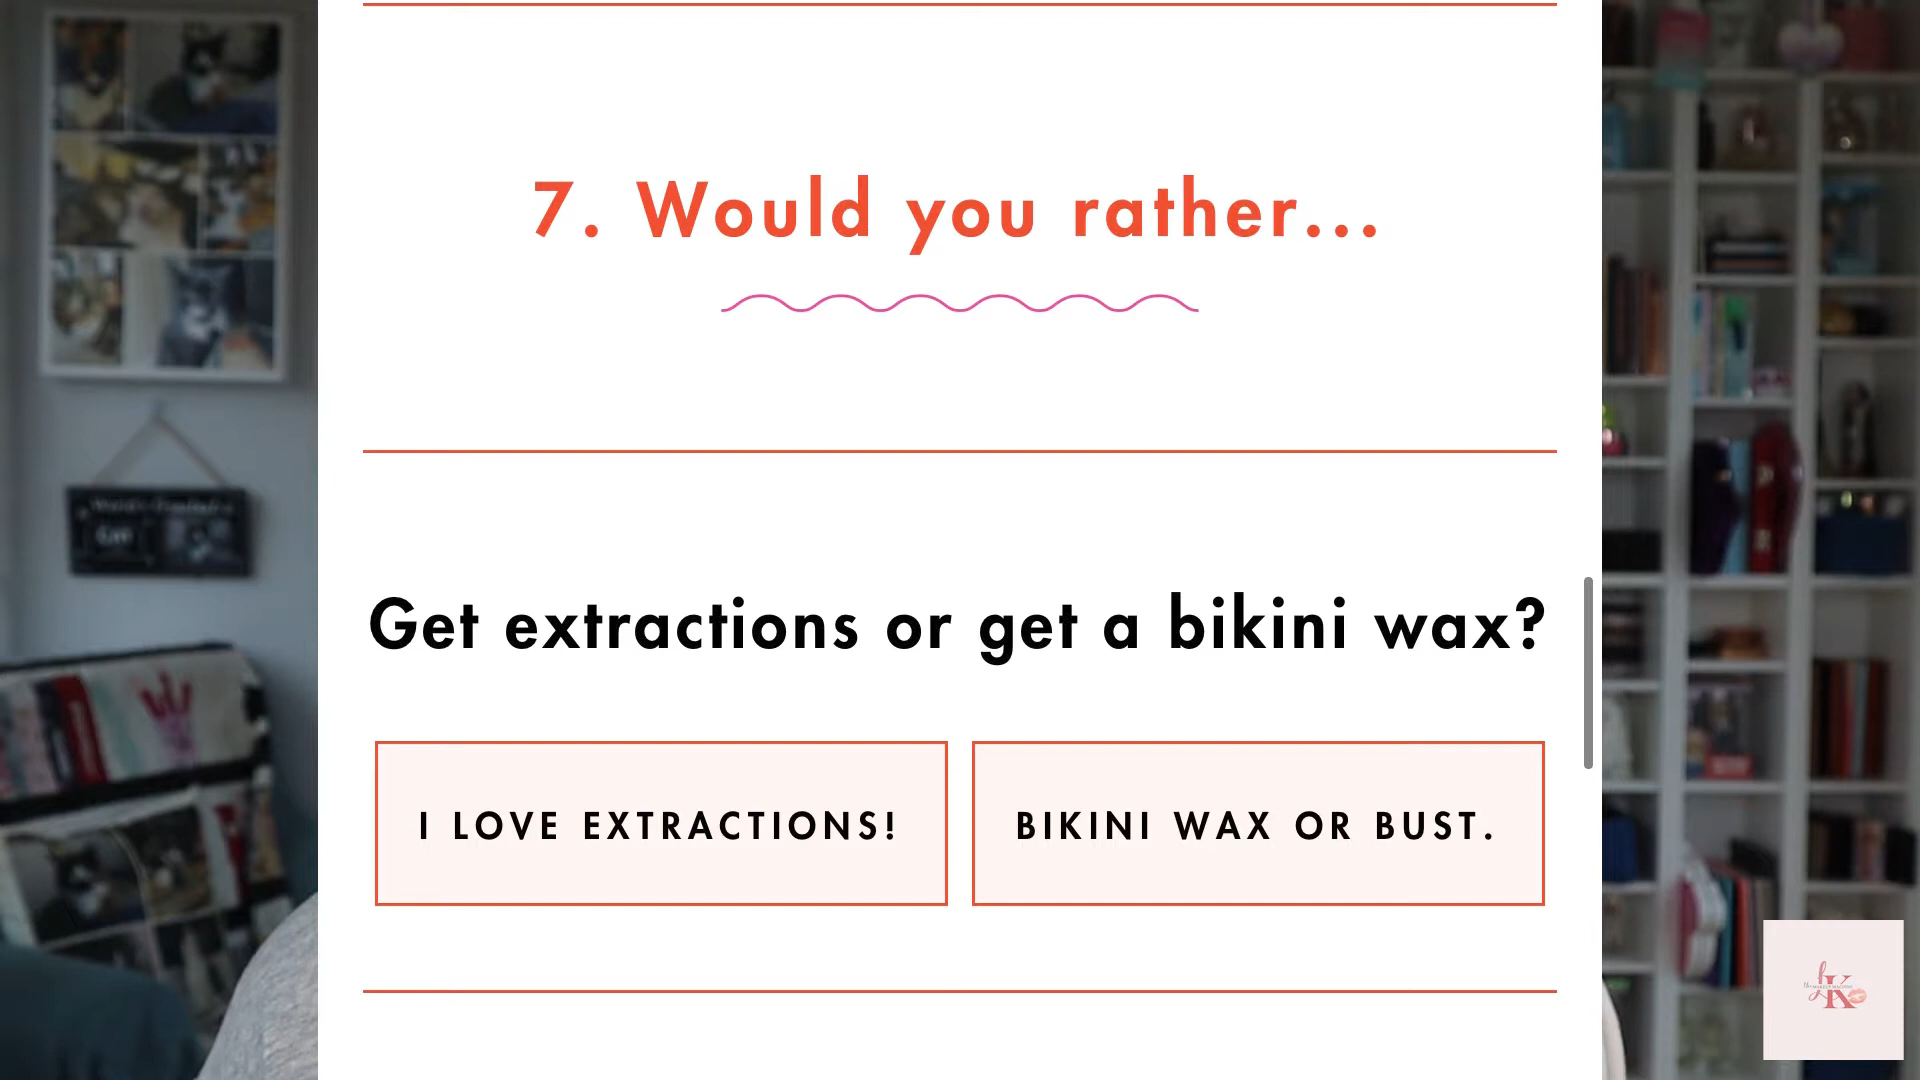 7. Would you rather...
Get extractions or get a bikini wax?
I LOVE EXTRACTIONS!
BIKINI WAX OR BUST.